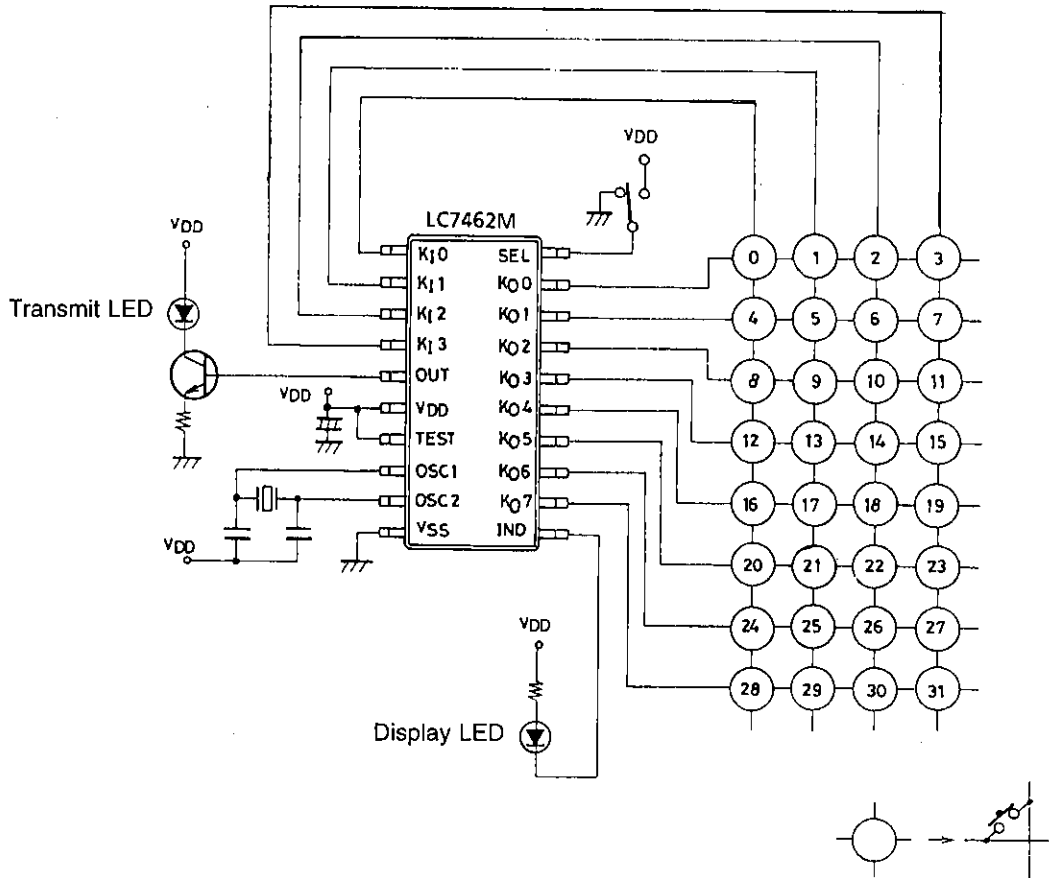 VDD
LC7462M
VDD
Transmit LED
KI0 SEL
KI1 KO0
KI2 KO1
KI3 KO2
OUT KO3
VDD
VDD KO4
TEST KO5
OSC1 KO6
OSC2 KO7
VSS IND
VDD
0 1 2 3
4 5 6 7
8 9 10 11
12 13 14 15
16 17 18 19
20 21 22 23
24 25 26 27
28 29 30 31
VDD
Display LED